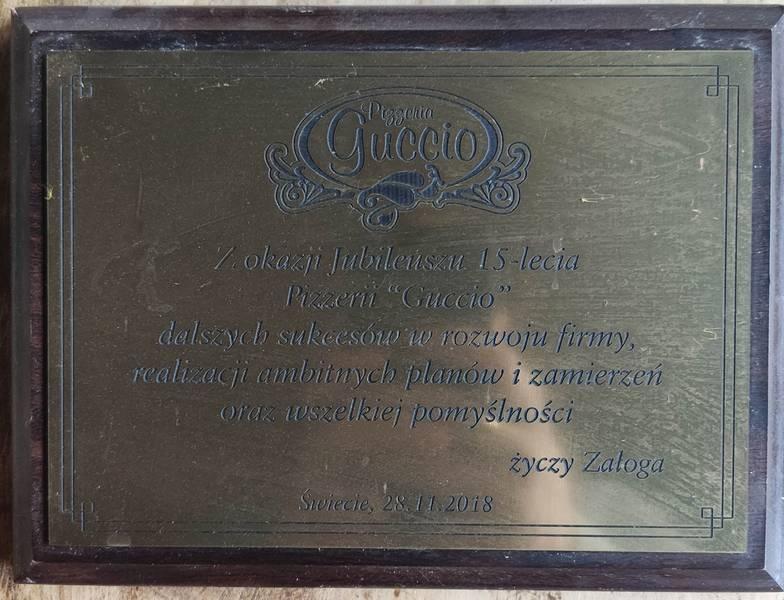 Pizzeria
Guccio
Z okazji Jubileuszu 15-lecia
Pizzerii "Guccio"
dalszych sukcesów w rozwoju firmy,
realizacji ambitnych planów i zamierzeń
oraz wszelkiej pomyślności
życzy Załoga
Świecie, 28.11.2018